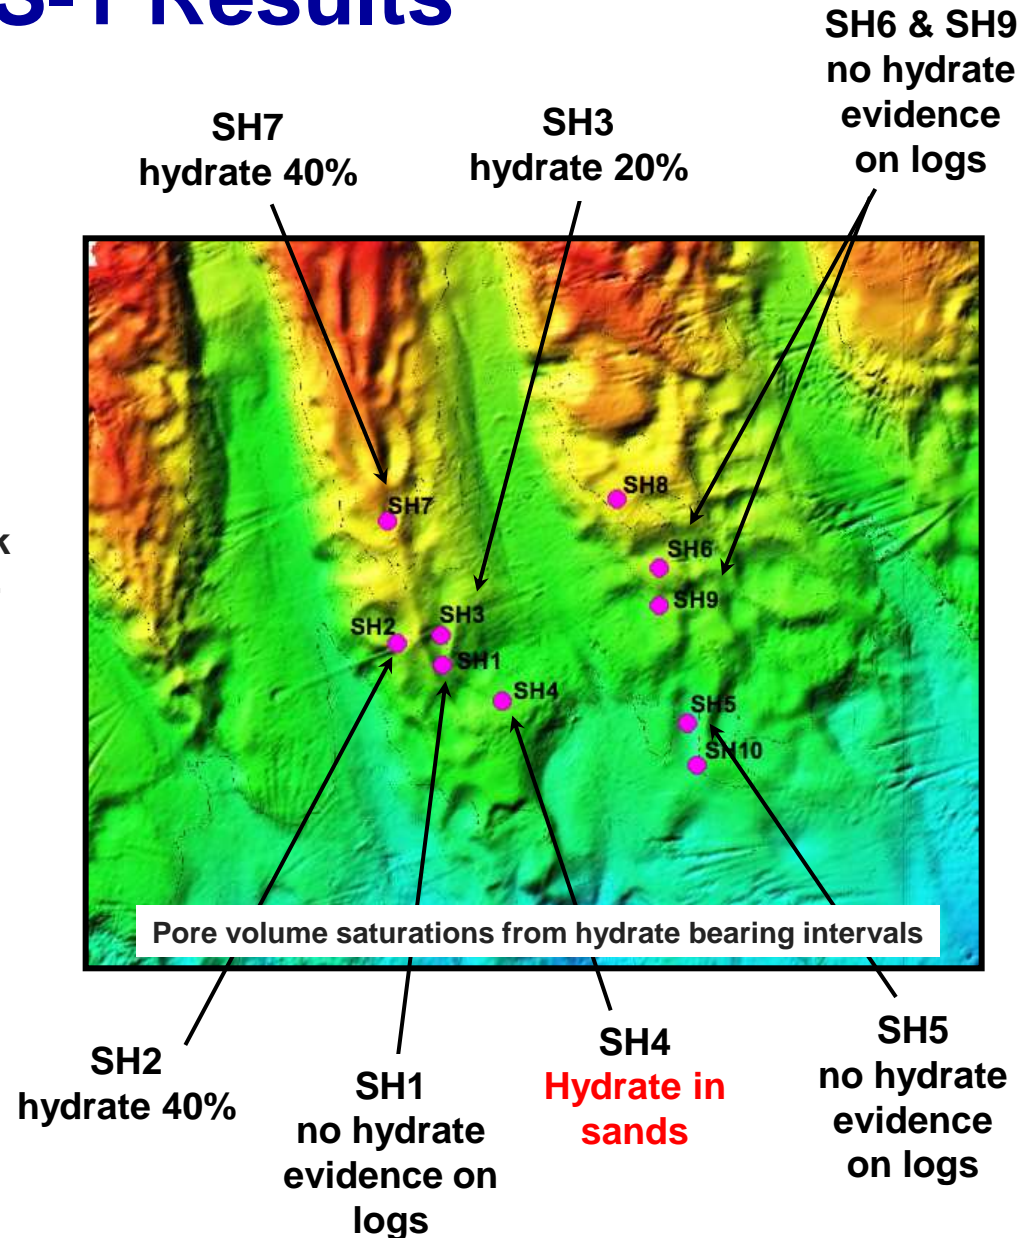 S-1 Results
SH6 & SH9
no hydrate
evidence
on logs
SH7
hydrate 40%
SH3
hydrate 20%
k
SH7
SH8
SH6
SH9
SH3
SH2
SH1
SH4
SH5
SH10
Pore volume saturations from hydrate bearing intervals
SH2
hydrate 40%
SH1
no hydrate
evidence on
logs
SH4
Hydrate in
sands
SH5
no hydrate
evidence
on logs